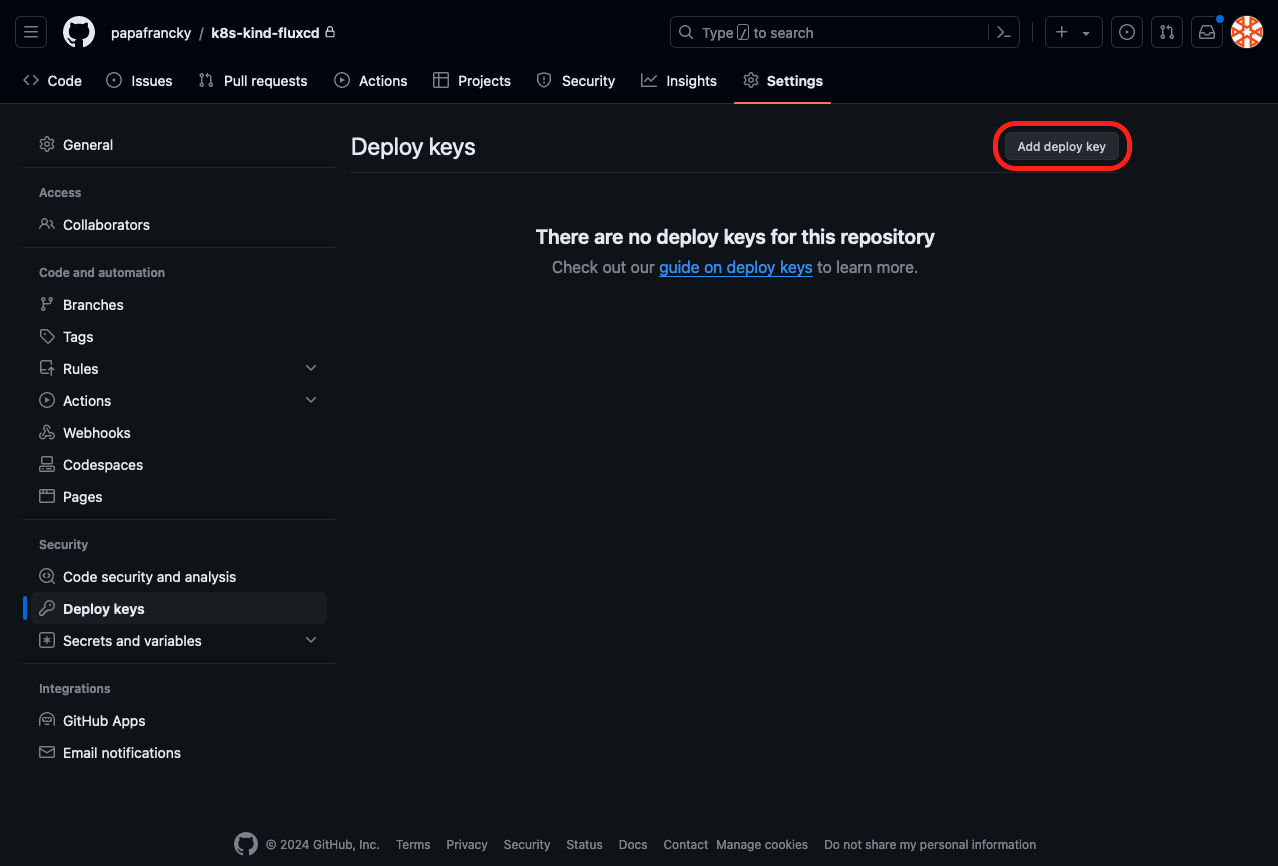 papafrancky / k8s-kind-fluxcd
Type / to search
Code
Issues
Pull requests
Actions
Projects
Security
Insights
Settings
General
Access
Collaborators
Code and automation
Branches
Tags
Rules
Actions
Webhooks
Codespaces
Pages
Security
Code security and analysis
Deploy keys
Secrets and variables
Integrations
GitHub Apps
Email notifications
Deploy keys
Add deploy key
There are no deploy keys for this repository
Check out our guide on deploy keys to learn more.
© 2024 GitHub, Inc. Terms Privacy Security Status Docs Contact Manage cookies Do not share my personal information